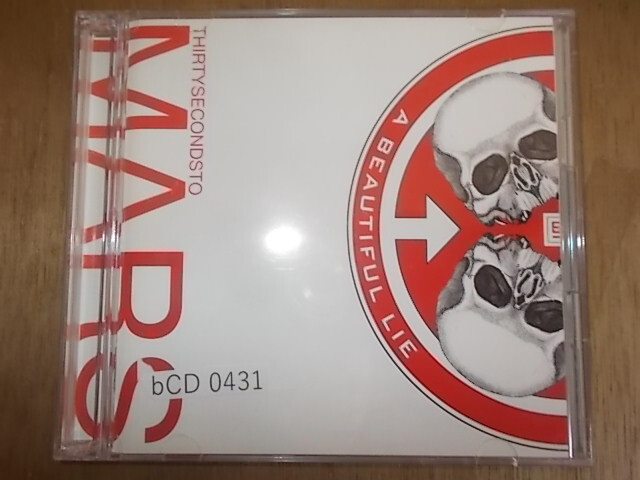 THIRTYSECONDSTO
MARS
A BEAUTIFUL LIE
bCD 0431